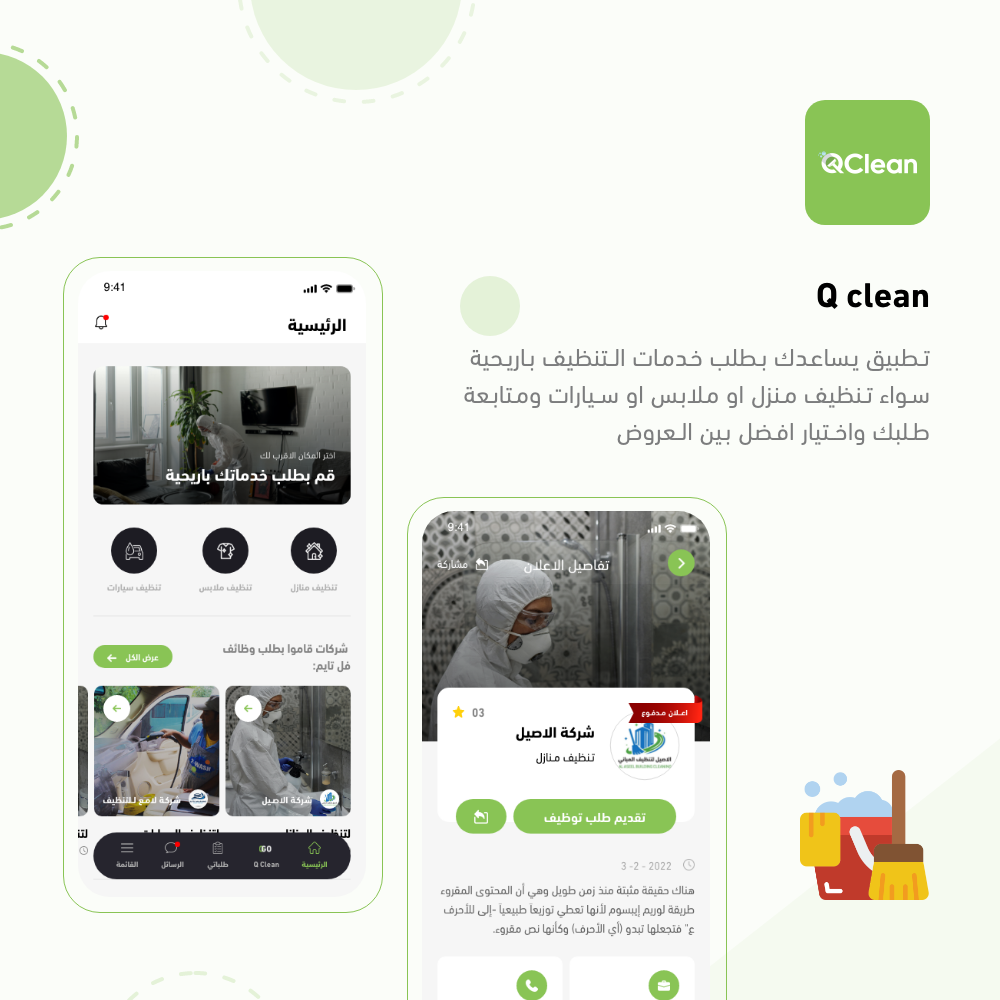 QClean
Q clean
تطبيق يساعدك بطلب خدمات التنظيف باريحية
سواء تنظيف منزل او ملابس او سيارات ومتابعة
طلبك واختيار افضل بين العروض
9:41
الرئيسية
اختر المكان الاقرب لك
قم بطلب خدماتك باريحية
تنظيف منازل
تنظيف ملابس
تنظيف سيارات
شركات قاموا بطلب وظائف
فل تايم:
عرض الكل
شركة الاصيل
شركة لامع للتنظيف
الرئيسية
Q Clean
طلباتي
الرسائل
القائمة
9:41
تفاصيل الاعلان
مشاركة
اعلان مدفوع
03
شركة الاصيل
تنظيف منازل
الاصيل لتنظيف المباني
تقديم طلب توظيف
3 -2 - 2022
هناك حقيقة مثبتة منذ زمن طويل وهي أن المحتوى المقروء
طريقة لوريم إيبسوم لأنها تعطي توزيعاَ طبيعياَ -إلى للأحرف
ع" فتجعلها تبدو (أي الأحرف) وكأنها نص مقروء.